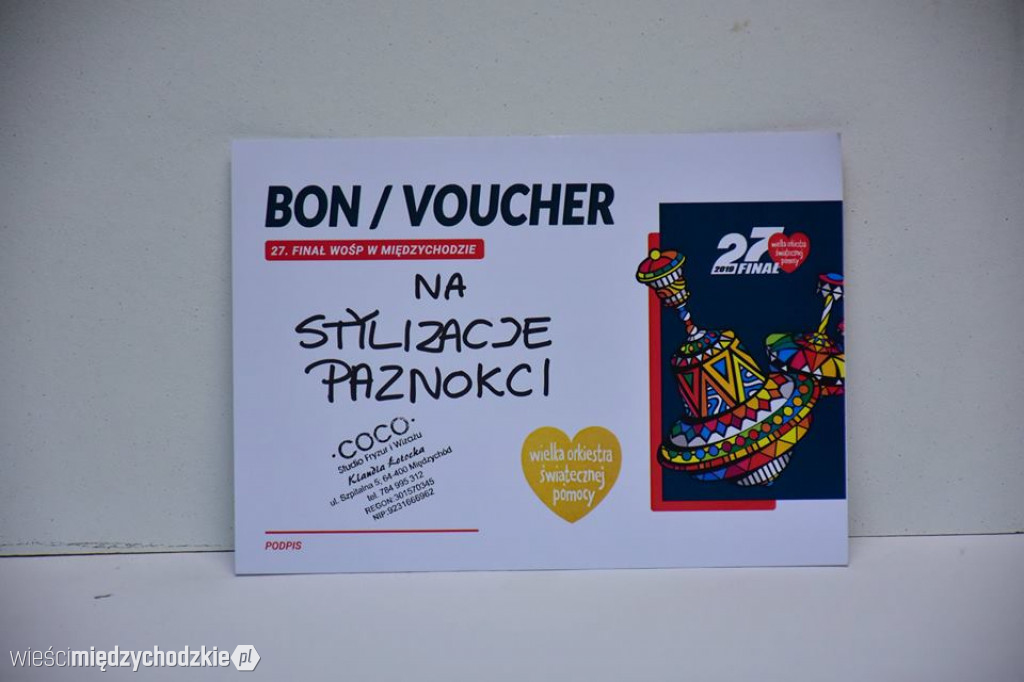 BON / VOUCHER
27. FINAŁ WOŚP W MIĘDZYCHODZIE
NA
STYLIZACJE
PAZNOKCI
·COCO·
Studio Fryzur i Wizażu
Klaudia Łotocka
ul. Szpitalna 5; 64-400 Międzychód
tel. 784 995 312
REGON:301570345
NIP:9231666962
PODPIS
wielka orkiestra
świątecznej
pomocy
27
2019 FINAŁ
wielka orkiestra
świątecznej
pomocy
wieścimiędzychodzkie.pl